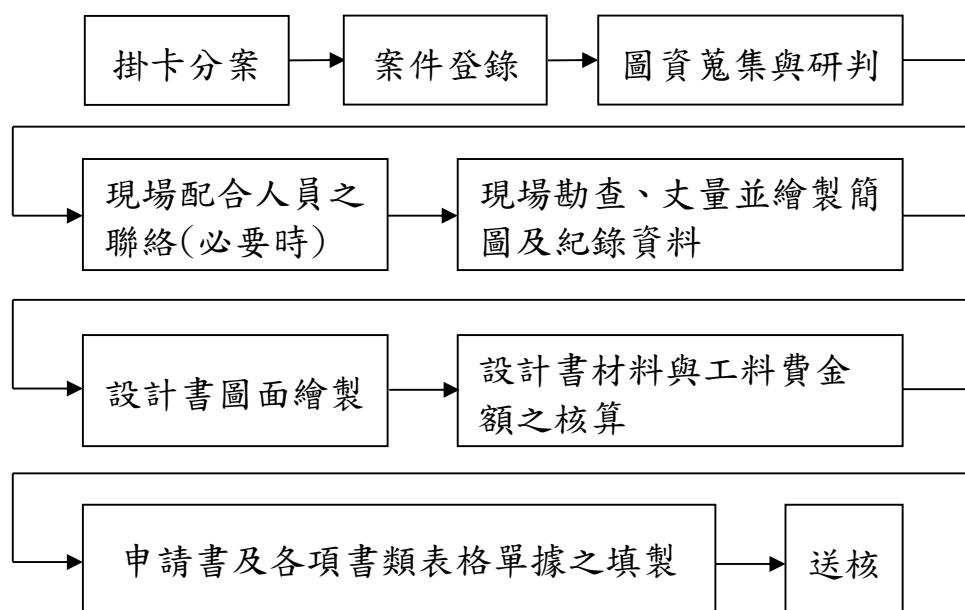 掛卡分案
案件登錄
圖資蒐集與研判
現場配合人員之
聯絡(必要時)
現場勘查、丈量並繪製簡
圖及紀錄資料
設計書圖面繪製
設計書材料與工料費金
額之核算
申請書及各項書類表格單據之填製
送核